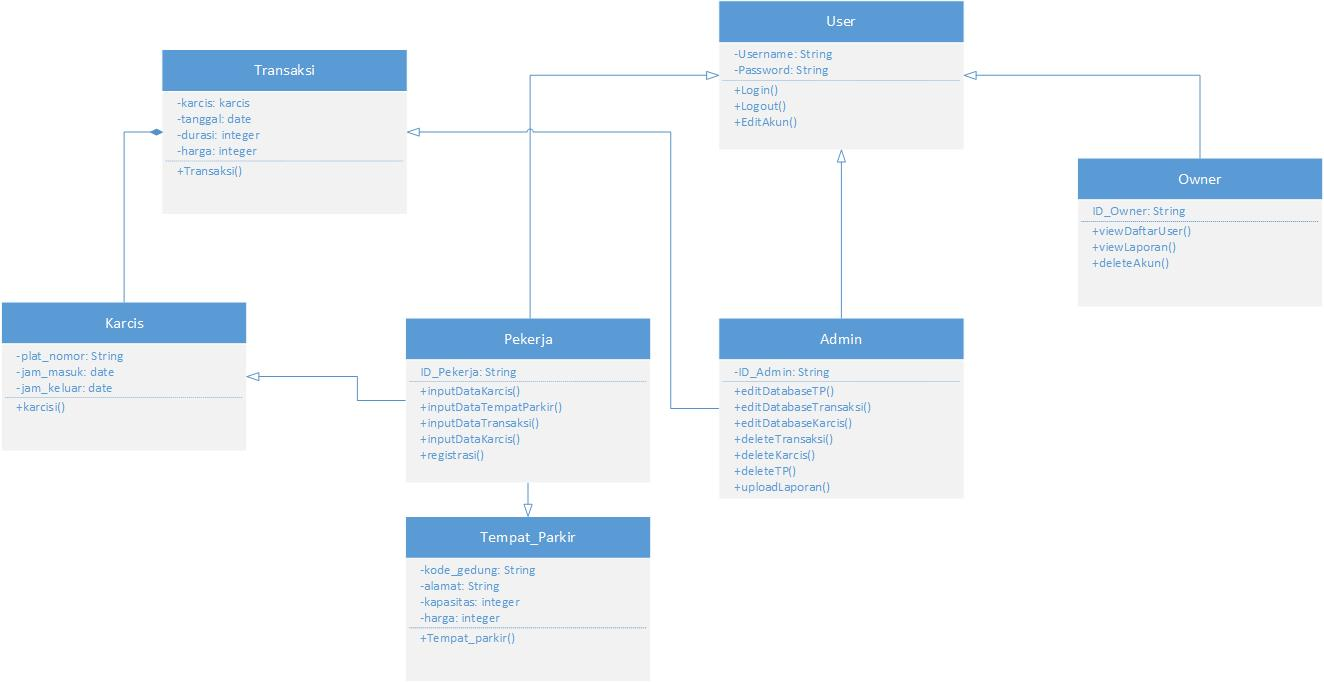 User
-Username: String
-Password: String
+Login()
+Logout()
+EditAkun()
Transaksi
-karcis: karcis
-tanggal: date
-durasi: integer
-harga: integer
+Transaksi()
Owner
ID_Owner: String
+viewDaftarUser()
+viewLaporan()
+deleteAkun()
Karcis
-plat_nomor: String
-jam_masuk: date
-jam_keluar: date
+karcisi()
Pekerja
ID_Pekerja: String
+inputDataKarcis()
+inputDataTempatParkir()
+inputDataTransaksi()
+inputDataKarcis()
+registrasi()
Admin
-ID_Admin: String
+editDatabaseTP()
+editDatabaseTransaksi()
+editDatabaseKarcis()
+deleteTransaksi()
+deleteKarcis()
+deleteTP()
+uploadLaporan()
Tempat_Parkir
-kode_gedung: String
-alamat: String
-kapasitas: integer
-harga: integer
+Tempat_parkir()